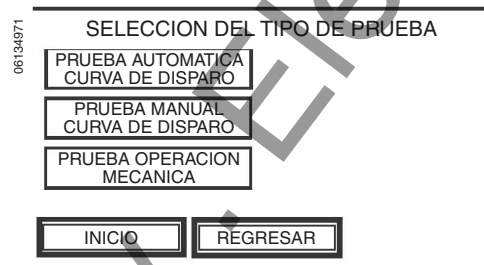 06134971
SELECCION DEL TIPO DE PRUEBA
PRUEBA AUTOMATICA
CURVA DE DISPARO
PRUEBA MANUAL
CURVA DE DISPARO
PRUEBA OPERACION
MECANICA
INICIO
REGRESAR